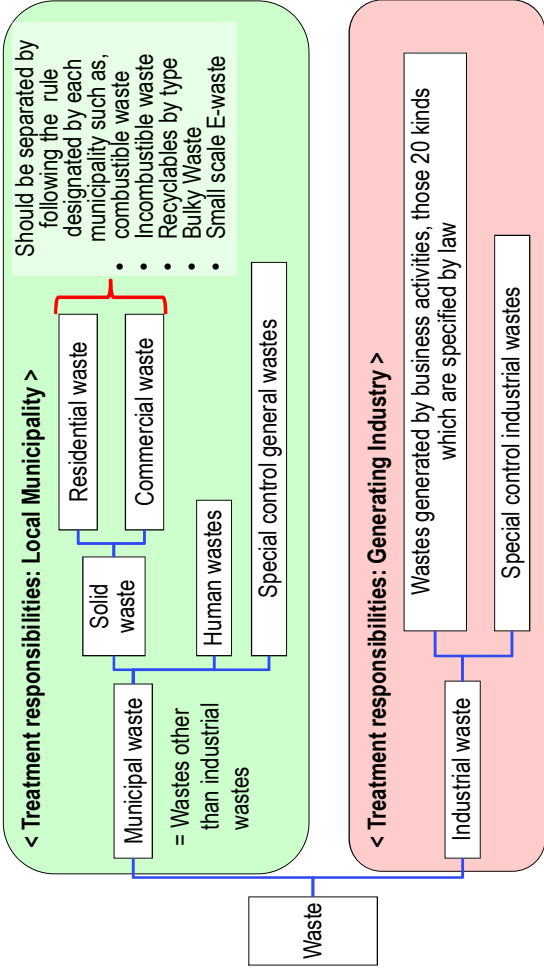 Waste
< Treatment responsibilities: Local Municipality >
Municipal waste
= Wastes other
than industrial
wastes
Solid
waste
Residential waste
Commercial waste
Human wastes
Special control general wastes
Should be separated by
following the rule
designated by each
municipality such as,
• combustible waste
• Incombustible waste
• Recyclables by type
• Bulky Waste
• Small scale E-waste
< Treatment responsibilities: Generating Industry >
Industrial waste
Wastes generated by business activities, those 20 kinds
which are specified by law
Special control industrial wastes